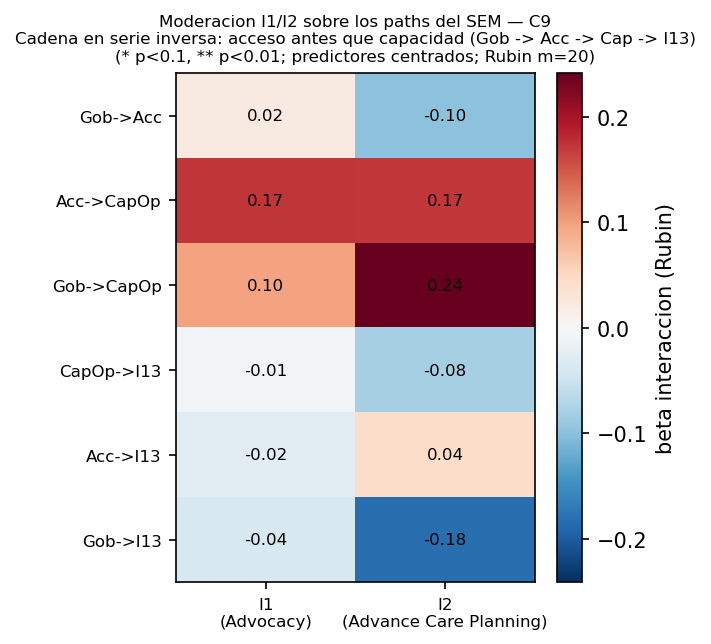 Moderacion I1/I2 sobre los paths del SEM — C9
Cadena en serie inversa: acceso antes que capacidad (Gob -> Acc -> Cap -> I13)
(* p<0.1, ** p<0.01; predictores centrados; Rubin m=20)
Gob->Acc 0.02 -0.10
Acc->CapOp 0.17 0.17
Gob->CapOp 0.10 0.24
CapOp->I13 -0.01 -0.08
Acc->I13 -0.02 0.04
Gob->I13 -0.04 -0.18
I1 I2
(Advocacy) (Advance Care Planning)
0.2
0.1
0.0
−0.1
−0.2
beta interaccion (Rubin)